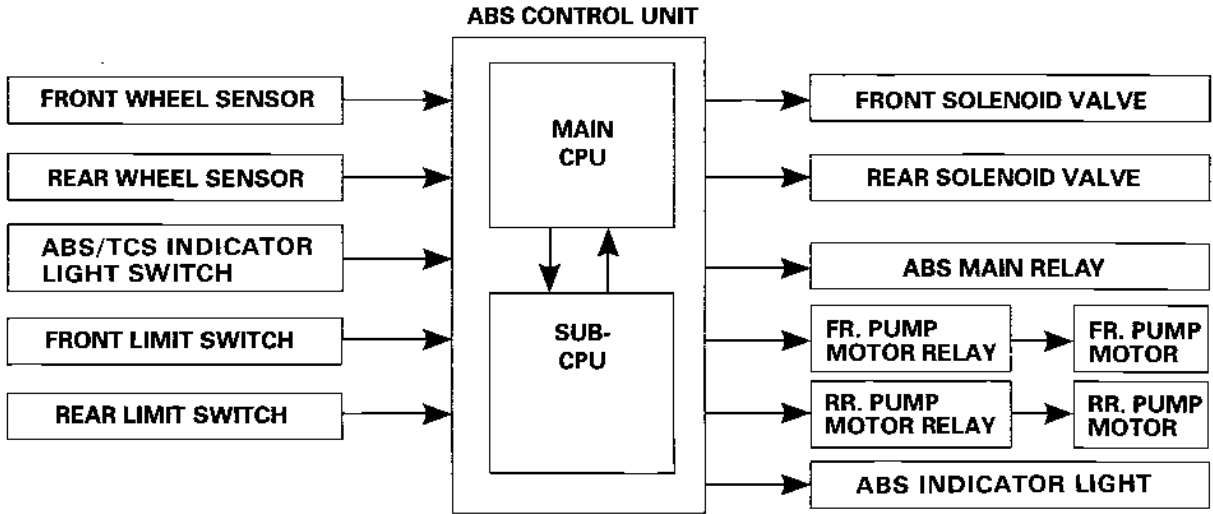 ABS CONTROL UNIT
FRONT WHEEL SENSOR
REAR WHEEL SENSOR
ABS/TCS INDICATOR
LIGHT SWITCH
FRONT LIMIT SWITCH
REAR LIMIT SWITCH
MAIN
CPU
SUB-
CPU
FRONT SOLENOID VALVE
REAR SOLENOID VALVE
ABS MAIN RELAY
FR. PUMP
MOTOR RELAY
FR. PUMP
MOTOR
RR. PUMP
MOTOR RELAY
RR. PUMP
MOTOR
ABS INDICATOR LIGHT